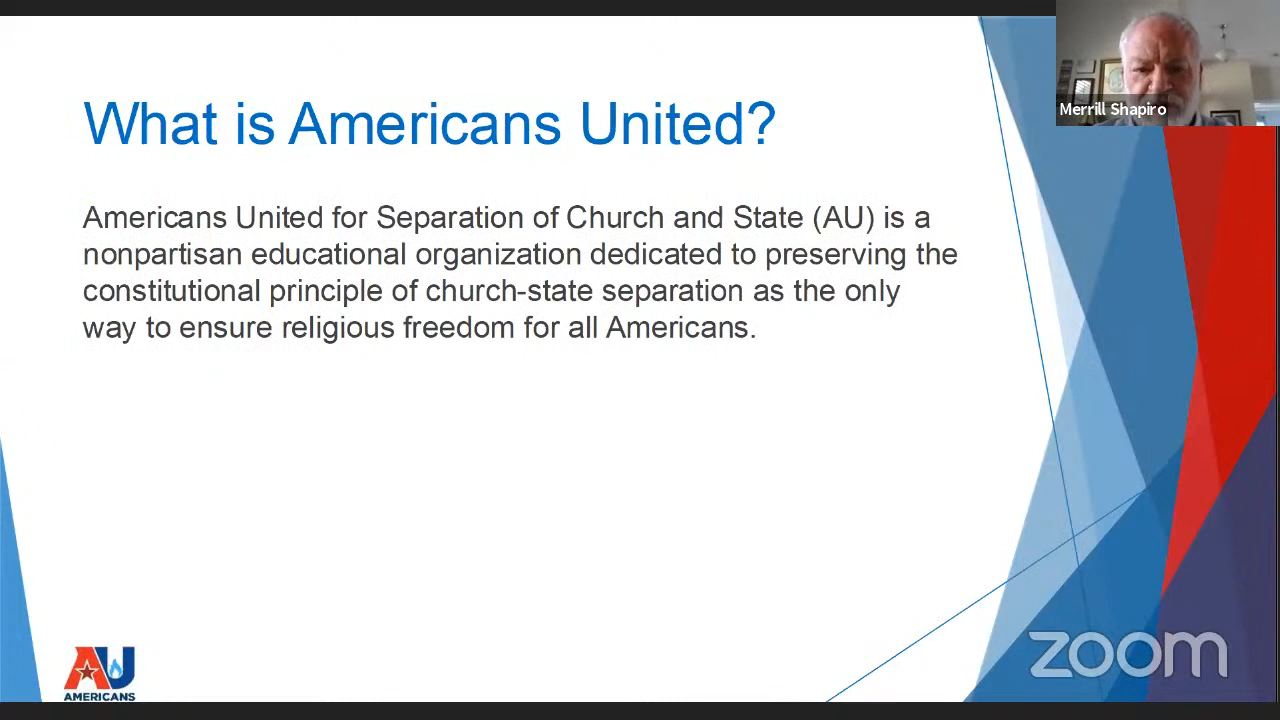 What is Americans United?
Merrill Shapiro
Americans United for Separation of Church and State (AU) is a
nonpartisan educational organization dedicated to preserving the
constitutional principle of church-state separation as the only
way to ensure religious freedom for all Americans.
AU
AMERICANS
zoom